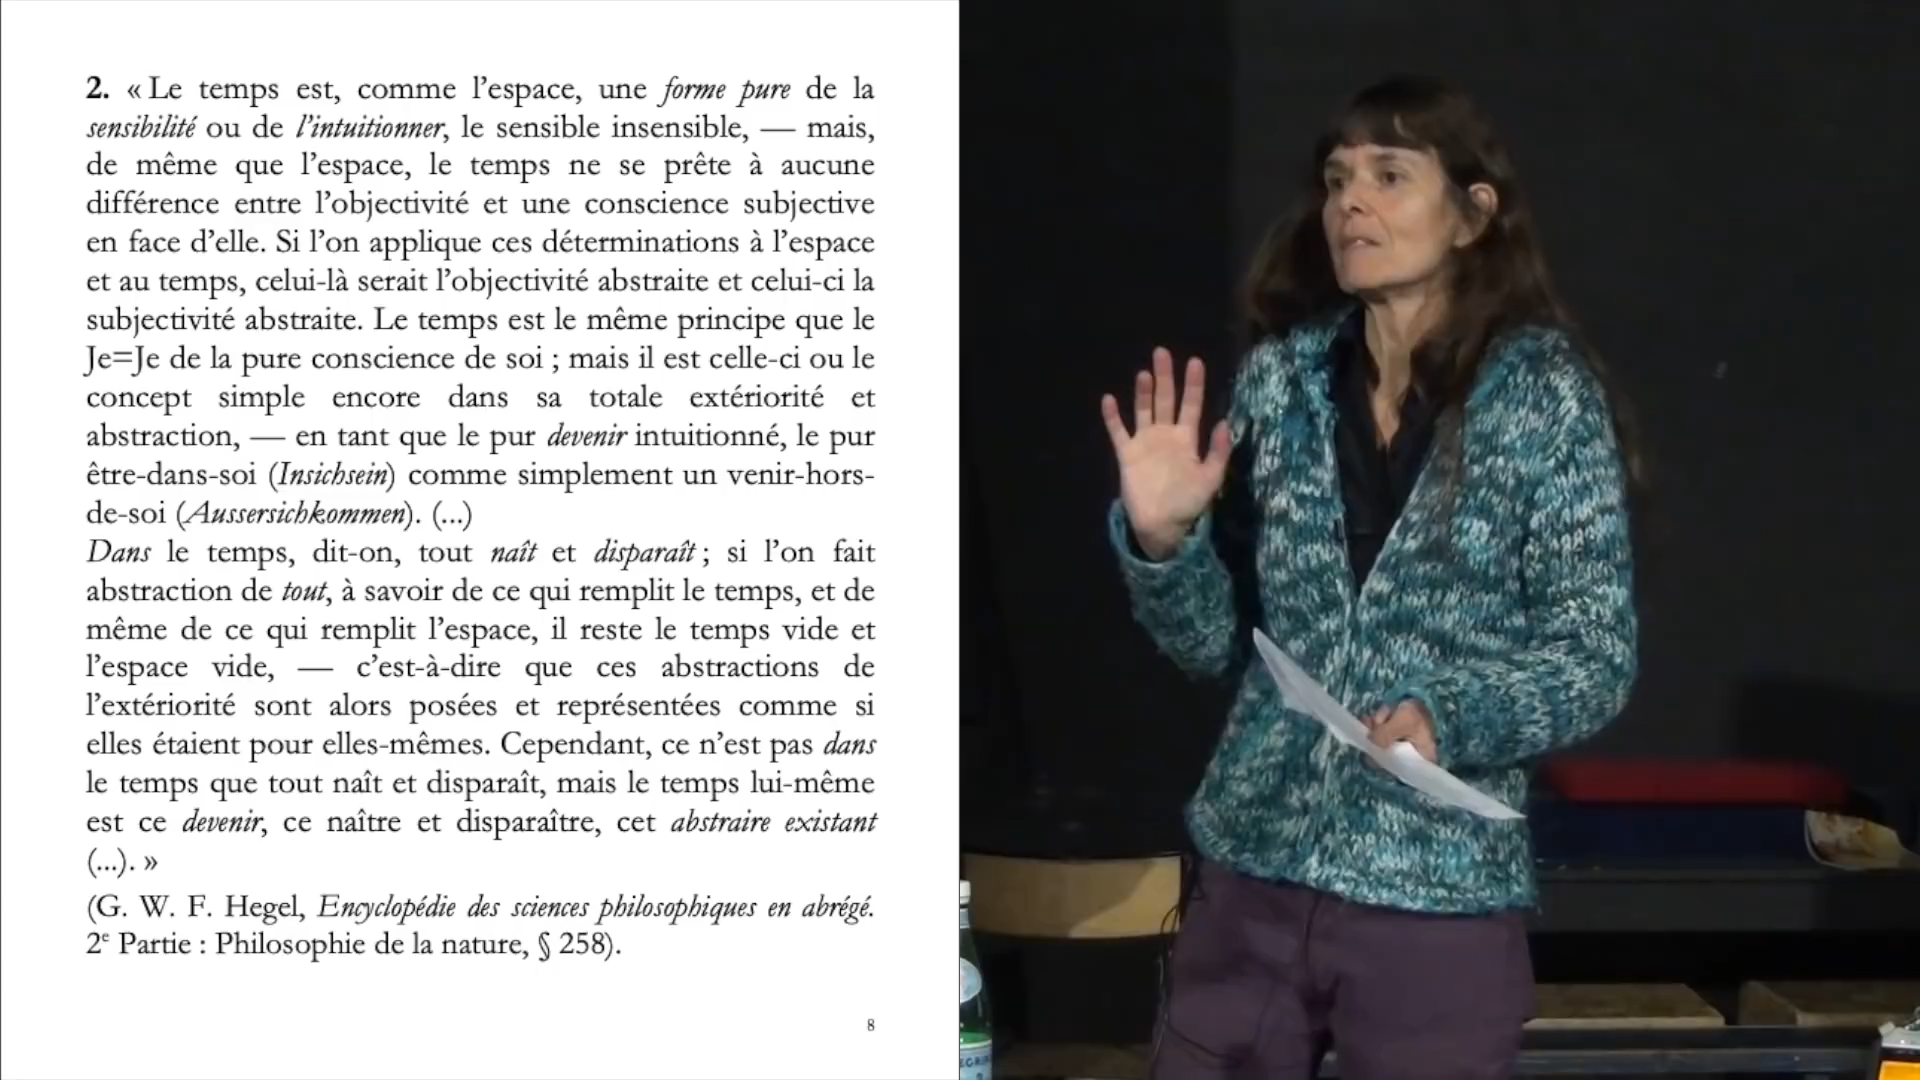 2. « Le temps est, comme l’espace, une forme pure de la
sensibilité ou de l’intuitionner, le sensible insensible, — mais,
de même que l’espace, le temps ne se prête à aucune
différence entre l’objectivité et une conscience subjective
en face d’elle. Si l’on applique ces déterminations à l’espace
et au temps, celui-là serait l’objectivité abstraite et celui-ci la
subjectivité abstraite. Le temps est le même principe que le
Je=Je de la pure conscience de soi ; mais il est celle-ci ou le
concept simple encore dans sa totale extériorité et
abstraction, — en tant que le pur devenir intuitionné, le pur
être-dans-soi (Insichsein) comme simplement un venir-hors-
de-soi (Aussersichkommen). (...)
Dans le temps, dit-on, tout naît et disparaît ; si l’on fait
abstraction de tout, à savoir de ce qui remplit le temps, et de
même de ce qui remplit l’espace, il reste le temps vide et
l’espace vide, — c’est-à-dire que ces abstractions de
l’extériorité sont alors posées et représentées comme si
elles étaient pour elles-mêmes. Cependant, ce n’est pas dans
le temps que tout naît et disparaît, mais le temps lui-même
est ce devenir, ce naître et disparaître, cet abstraire existant
(...). »
(G. W. F. Hegel, Encyclopédie des sciences philosophiques en abrégé.
2e Partie : Philosophie de la nature, § 258).
8